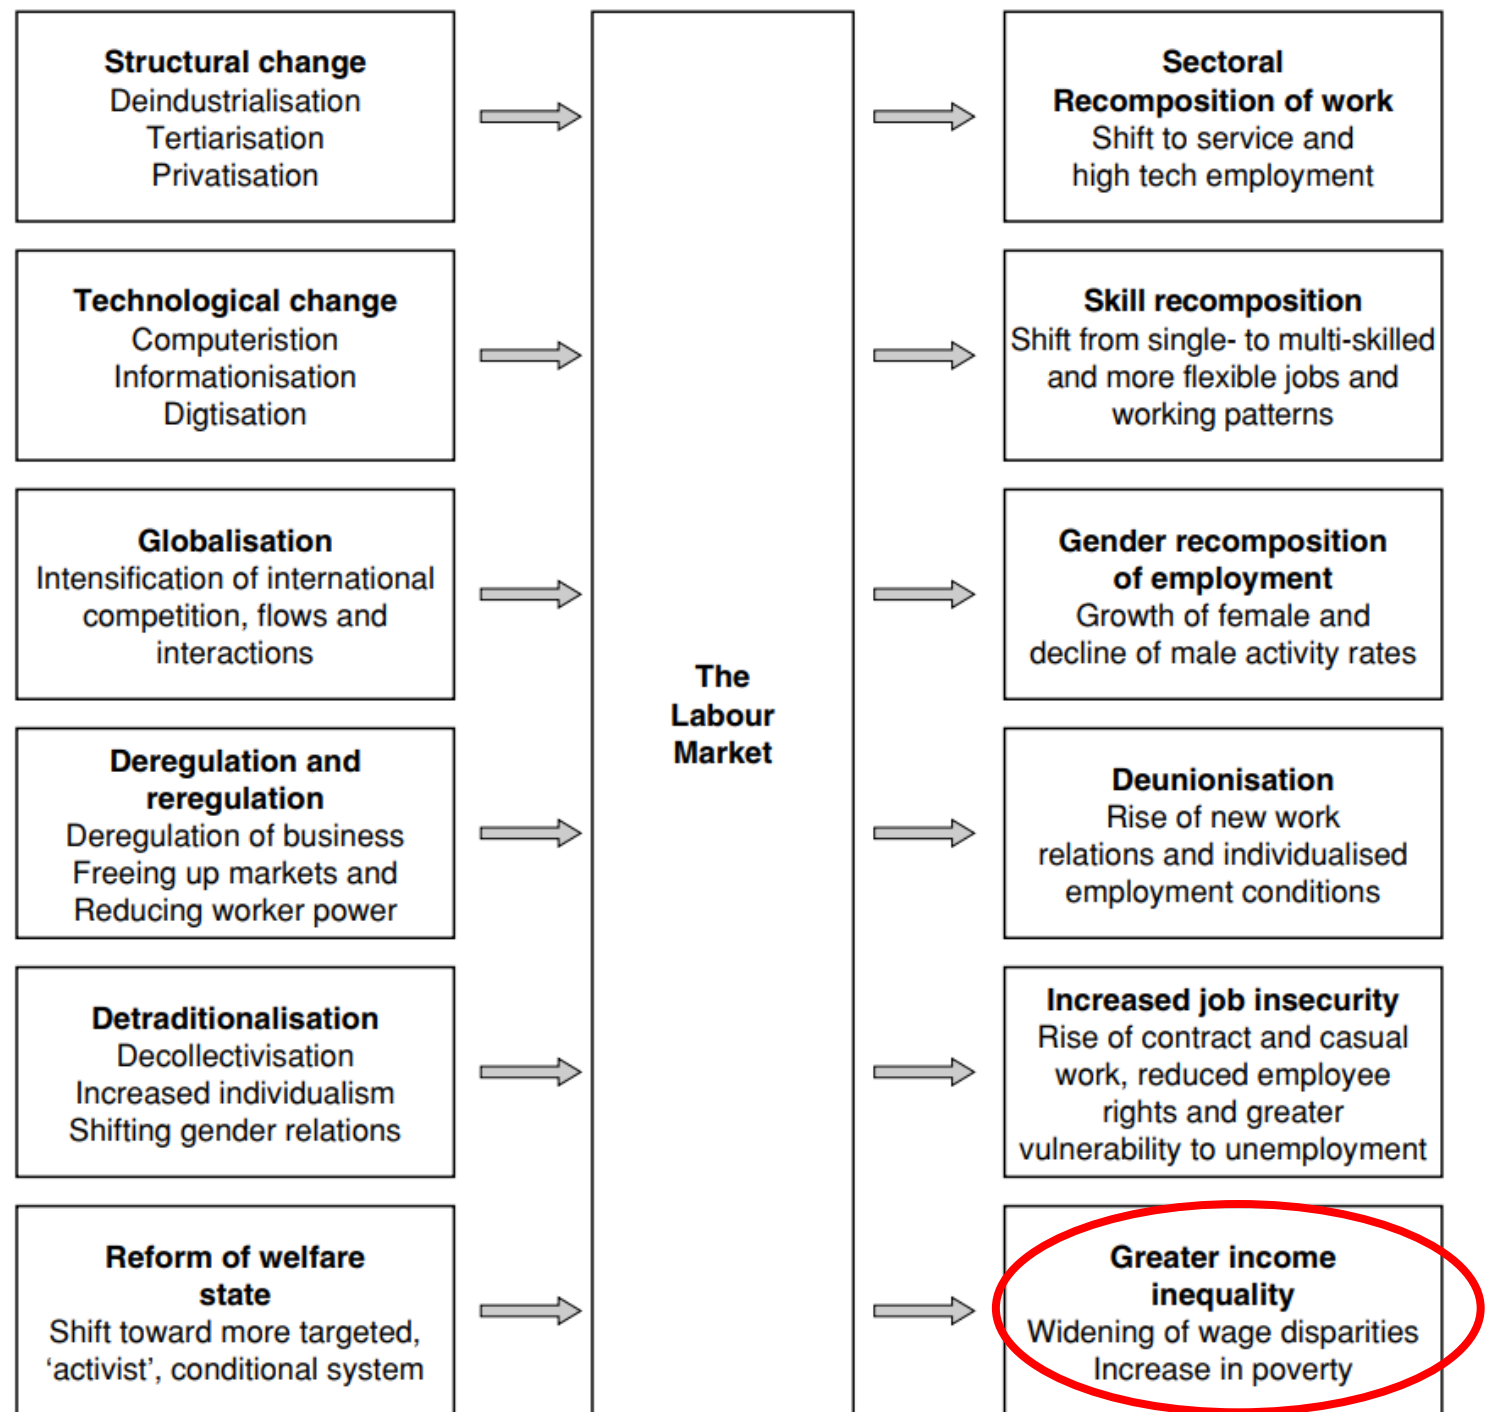 Structural change
Deindustrialisation
Tertiarisation
Privatisation
Technological change
Computeristion
Informationisation
Digtisation
Globalisation
Intensification of international
competition, flows and
interactions
Deregulation and
reregulation
Deregulation of business
Freeing up markets and
Reducing worker power
Detraditionalisation
Decollectivisation
Increased individualism
Shifting gender relations
Reform of welfare
state
Shift toward more targeted,
‘activist’, conditional system
The
Labour
Market
Sectoral
Recomposition of work
Shift to service and
high tech employment
Skill recomposition
Shift from single- to multi-skilled
and more flexible jobs and
working patterns
Gender recomposition
of employment
Growth of female and
decline of male activity rates
Deunionisation
Rise of new work
relations and individualised
employment conditions
Increased job insecurity
Rise of contract and casual
work, reduced employee
rights and greater
vulnerability to unemployment
Greater income
inequality
Widening of wage disparities
Increase in poverty